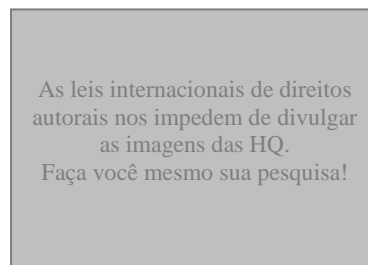 As leis internacionais de direitos
autorais nos impedem de divulgar
as imagens das HQ.
Faça você mesmo sua pesquisa!